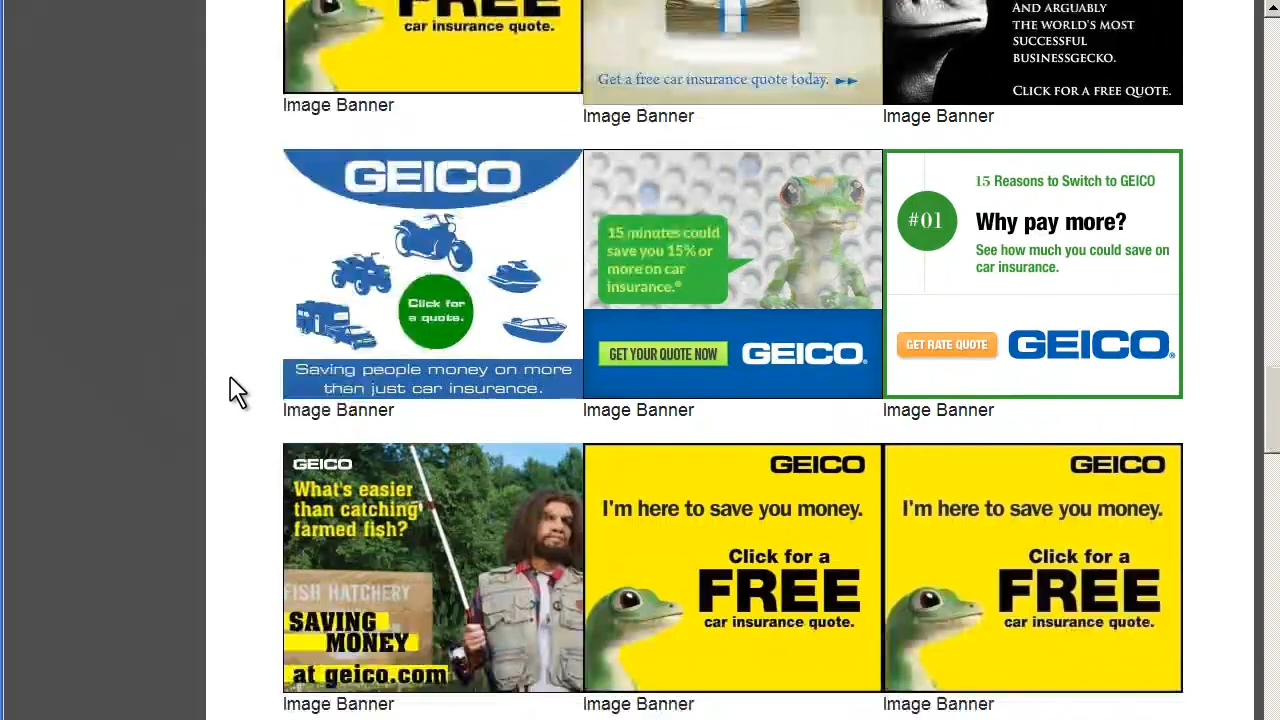 FREE
car insurance quote.
Image Banner
Get a free car insurance quote today.
Image Banner
And arguably
the world's most
successful
businessgecko.
Click for a free quote.
Image Banner
GEICO
Click for
a quote.
Saving people money on more
than just car insurance.
Image Banner
15 minutes could
save you 15% or
more on car
insurance.®
GET YOUR QUOTE NOW
GEICO®
Image Banner
15 Reasons to Switch to GEICO
#01
Why pay more?
See how much you could save on
car insurance.
GET RATE QUOTE
GEICO®
Image Banner
GEICO
What's easier
than catching
farmed fish?
FISH HATCHERY
SAVING
MONEY
at geico.com
Image Banner
GEICO
I'm here to save you money.
Click for a
FREE
car insurance quote.
Image Banner
GEICO
I'm here to save you money.
Click for a
FREE
car insurance quote.
Image Banner